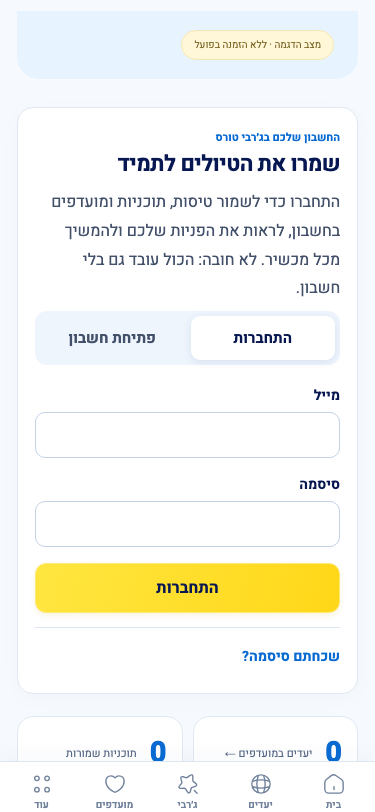 מצב הדגמה · ללא הזמנה בפועל
החשבון שלכם בג'רבי טורס
שמרו את הטיולים לתמיד
התחברו כדי לשמור טיסות, תוכניות ומועדפים
בחשבון, לראות את הפניות שלכם ולהמשיך
מכל מכשיר. לא חובה: הכול עובד גם בלי
חשבון.
התחברות
פתיחת חשבון
מייל
סיסמה
התחברות
שכחתם סיסמה?
0 יעדים במועדפים ←
0 תוכניות שמורות
בית
יעדים
ג'רבי
מועדפים
עוד